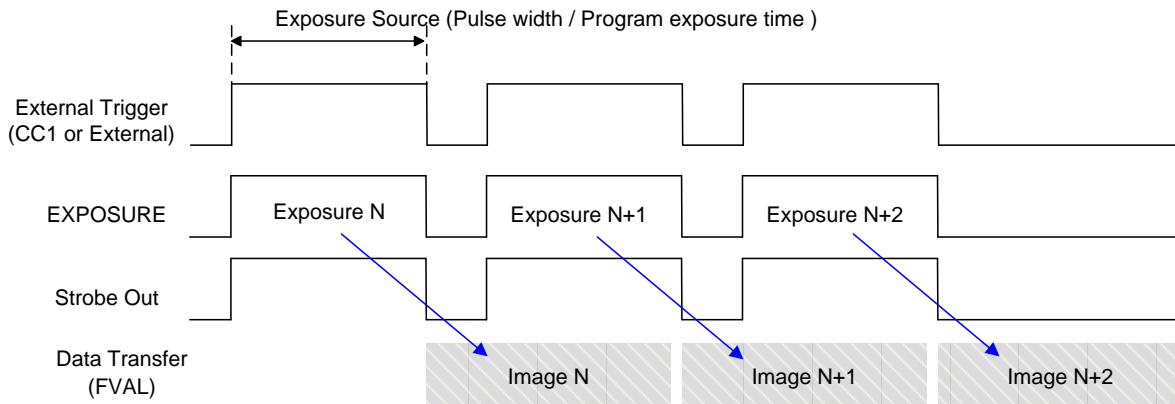 Exposure Source (Pulse width / Program exposure time )
External Trigger
(CC1 or External)
EXPOSURE
Exposure N
Exposure N+1
Exposure N+2
Strobe Out
Data Transfer
(FVAL)
Image N
Image N+1
Image N+2